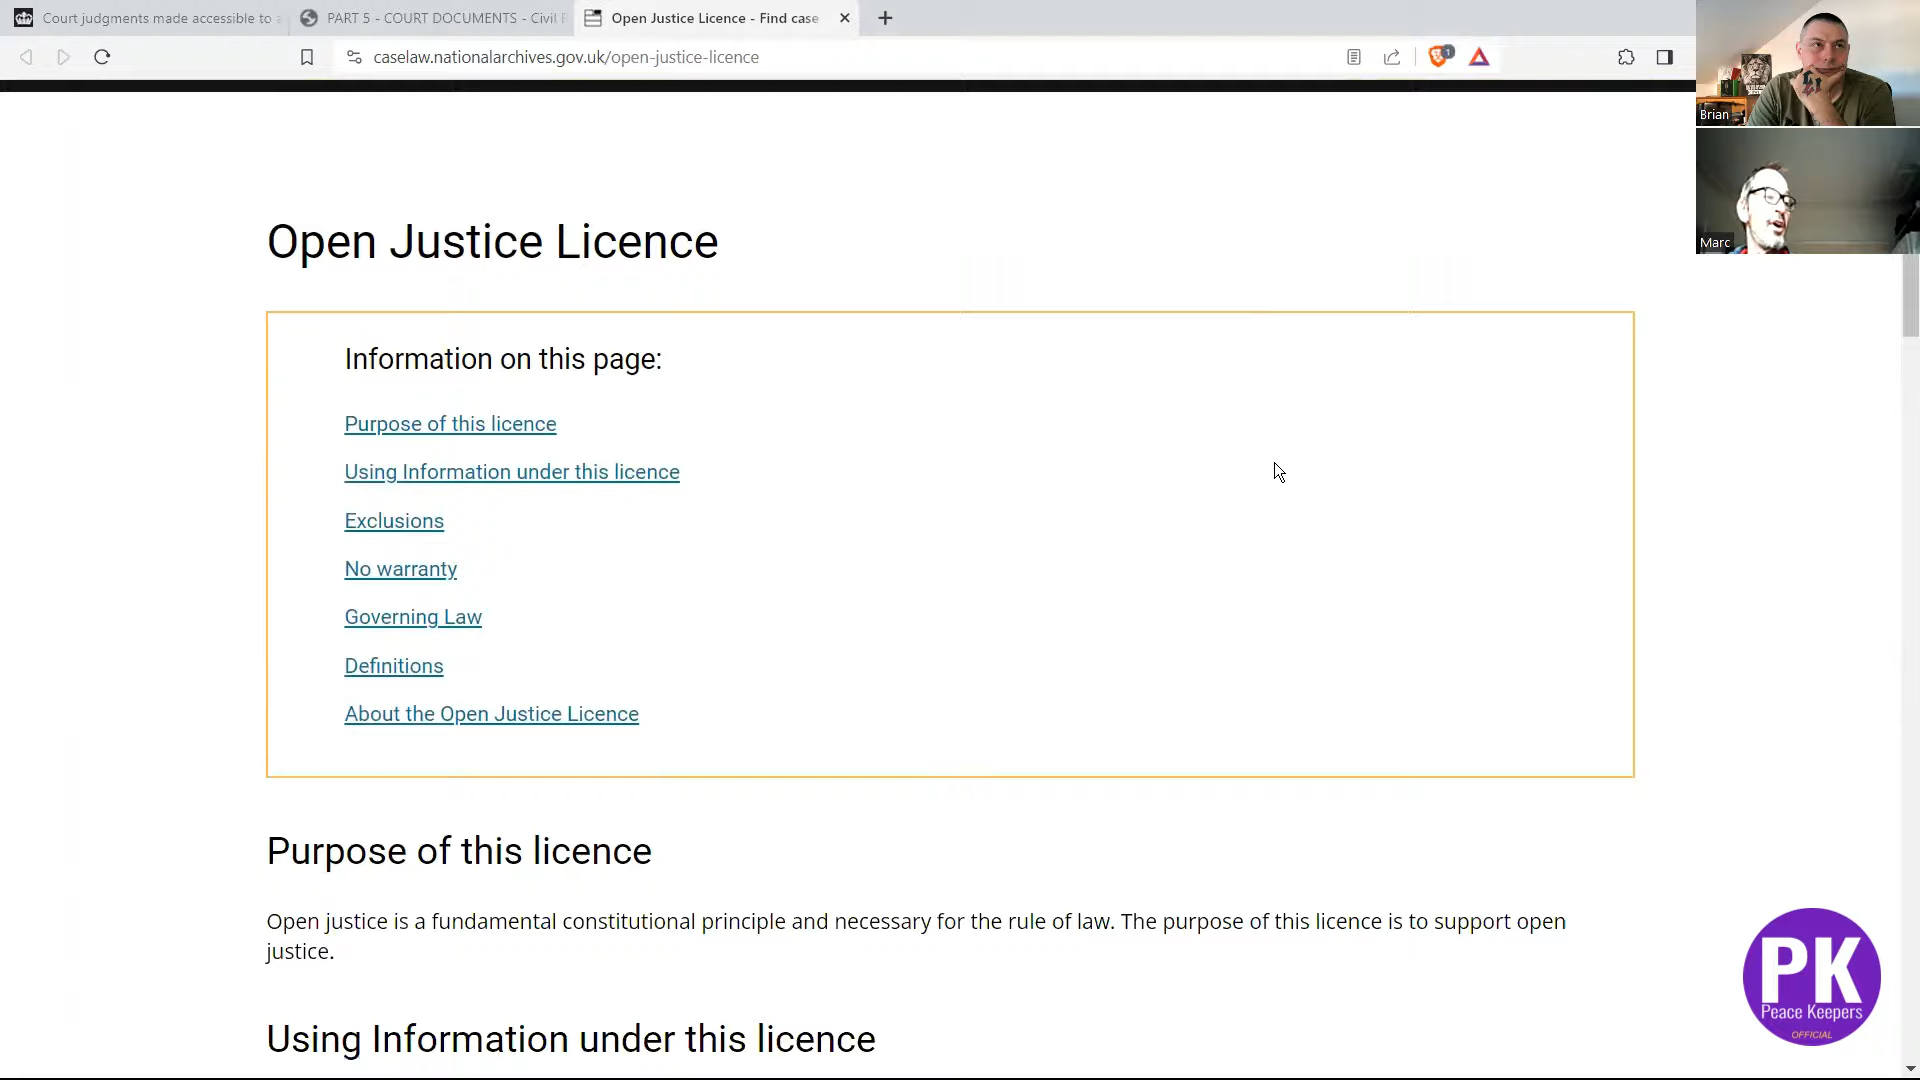 Court judgments made accessible to a
PART 5 - COURT DOCUMENTS - Civil
Open Justice Licence - Find case
caselaw.nationalarchives.gov.uk/open-justice-licence
1
Brian
Marc
Open Justice Licence
Information on this page:
Purpose of this licence
Using Information under this licence
Exclusions
No warranty
Governing Law
Definitions
About the Open Justice Licence
Purpose of this licence
Open justice is a fundamental constitutional principle and necessary for the rule of law. The purpose of this licence is to support open
justice.
Using Information under this licence
PK
Peace Keepers
OFFICIAL